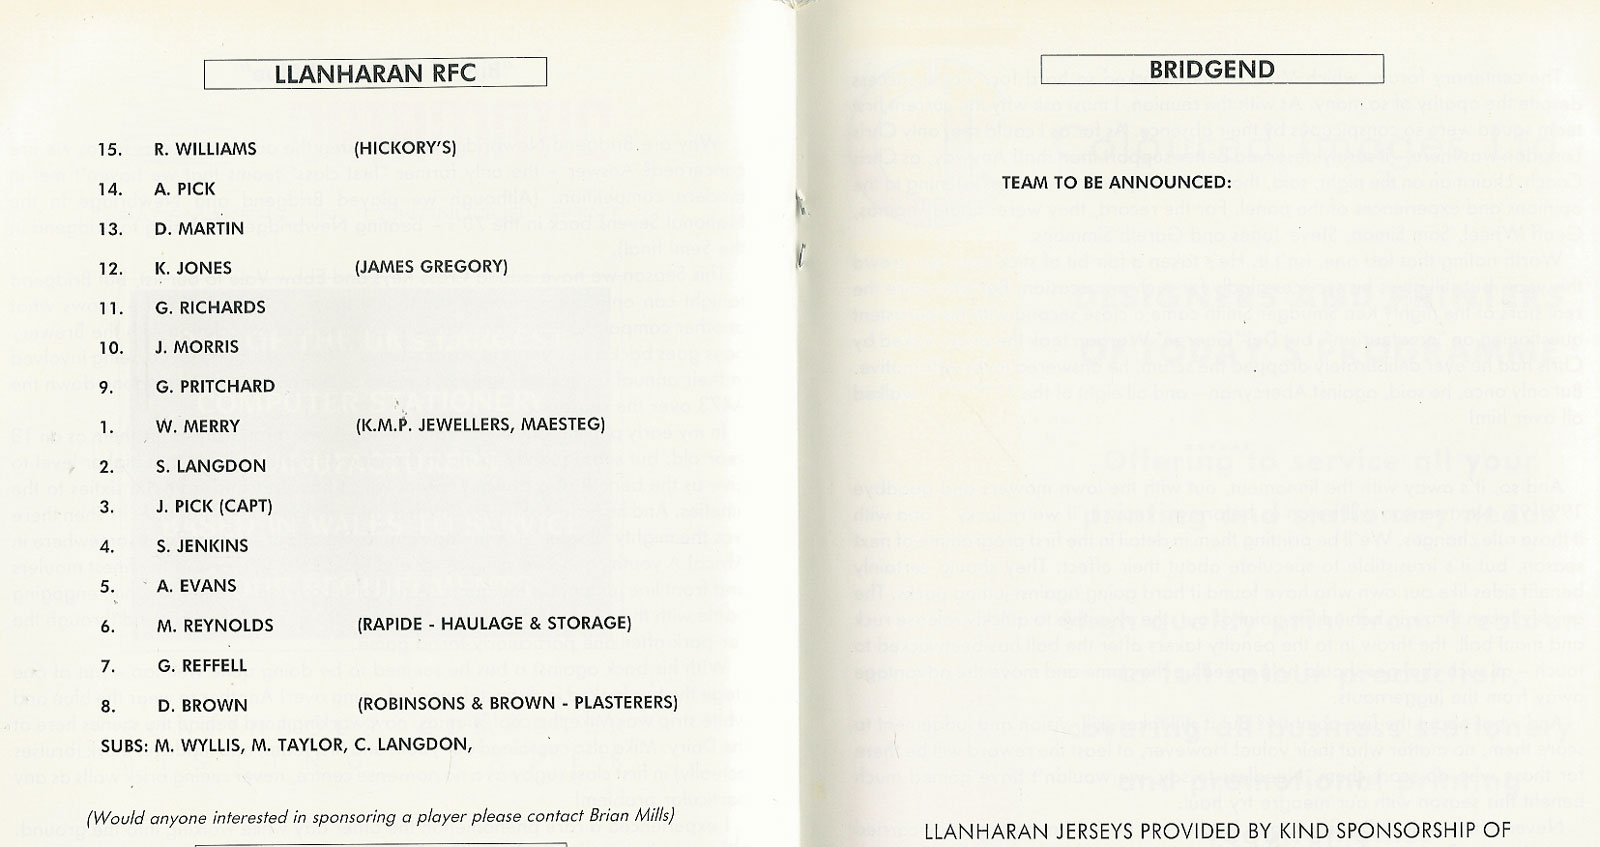 LLANHARAN RFC
15. R. WILLIAMS (HICKORY'S)
14. A. PICK
13. D. MARTIN
12. K. JONES (JAMES GREGORY)
11. G. RICHARDS
10. J. MORRIS
9. G. PRITCHARD
1. W. MERRY (K.M.P. JEWELLERS, MAESTEG)
2. S. LANGDON
3. J. PICK (CAPT)
4. S. JENKINS
5. A. EVANS
6. M. REYNOLDS (RAPIDE - HAULAGE & STORAGE)
7. G. REFFELL
8. D. BROWN (ROBINSONS & BROWN - PLASTERERS)
SUBS: M. WYLLIS, M. TAYLOR, C. LANGDON,
(Would anyone interested in sponsoring a player please contact Brian Mills)
BRIDGEND
TEAM TO BE ANNOUNCED:
LLANHARAN JERSEYS PROVIDED BY KIND SPONSORSHIP OF